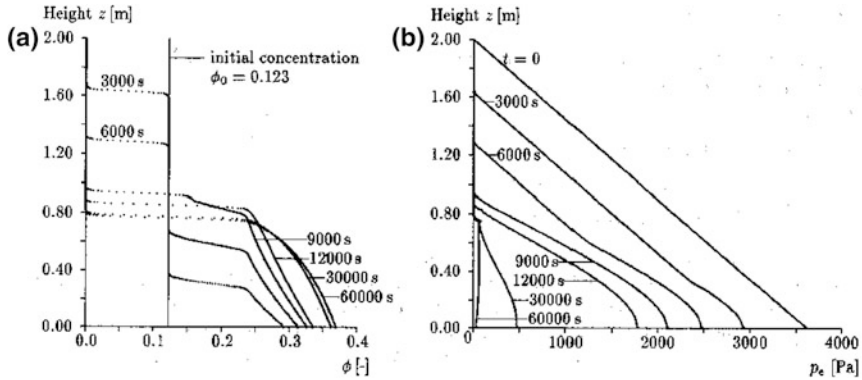 Height z [m]
(a)
2.00
1.60
1.20
0.80
0.40
0.00
0.0
0.1
0.2
0.3
0.4
ϕ [-]
3000 s
6000 s
initial concentration
ϕ₀ = 0.123
9000 s
12000 s
30000 s
60000 s
Height z [m]
(b)
2.00
1.60
1.20
0.80
0.40
0.00
0
1000
2000
3000
4000
pₑ [Pa]
t = 0
3000 s
6000 s
9000 s
12000 s
30000 s
60000 s